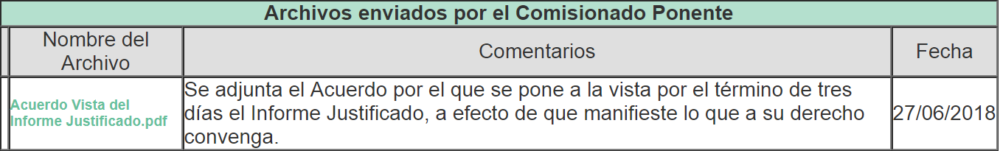 Archivos enviados por el Comisionado Ponente
Nombre del
Archivo
Comentarios
Fecha
Acuerdo Vista del
Informe Justificado.pdf
Se adjunta el Acuerdo por el que se pone a la vista por el término de tres
días el Informe Justificado, a efecto de que manifieste lo que a su derecho
convenga.
27/06/2018